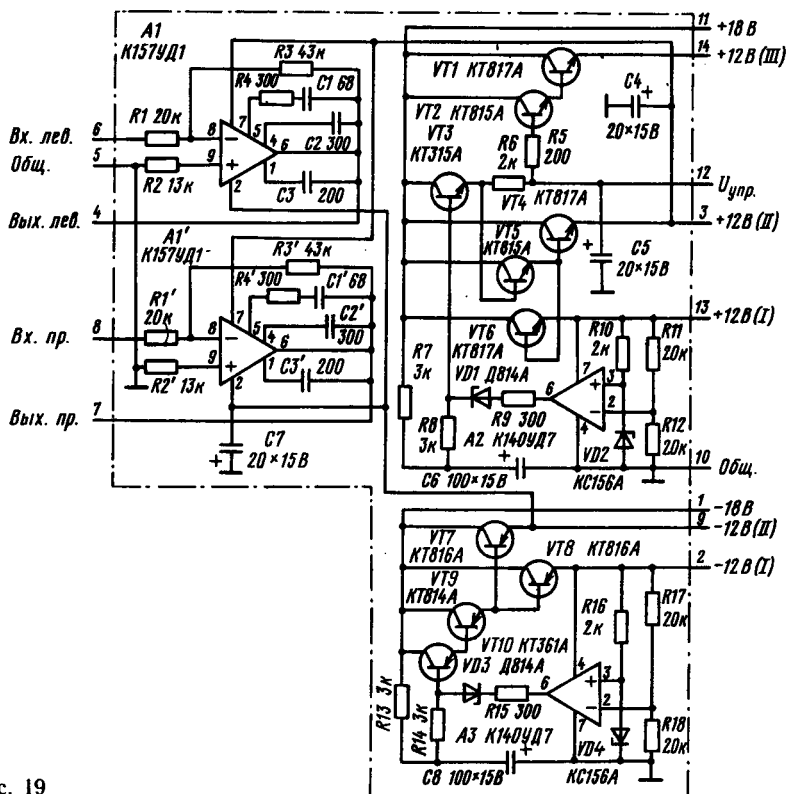 A1
К157УД1
R3 43к
R4 300
C1 68
R1 20к
Вх. лев.
6
8
7
5
4
6
C2 300
Общ.
5
9
1
R2 13к
2
C3
200
Вых. лев.
4
A1'
К157УД1
R3' 43к
R4' 300
C1' 68
R1'
20к
7
C2'
300
Вх. пр.
8
8
5
4
6
9
1
C3'
200
R2' 13к
2
Вых. пр.
7
C7
20×15В
11
+18В
14
+12В(III)
VT1 КТ817А
C4
+
20×15В
VT2 КТ815А
VT3
КТ315А
R6
2к
R5
200
12
Uупр.
VT4
КТ817А
3
+12В(II)
VT5
КТ815А
+
C5
20×15В
13
+12В(I)
VT6
КТ817А
R10
2к
R11
20к
R7
3к
VD1 Д814А
6
7
3
2
4
R8
3к
R9 300
A2 К140УД7
R12
20к
VD2
КС156А
10
Общ.
C6 100×15В
+
1
−18В
9
−12В(II)
VT7
КТ816А
VT8 КТ816А
2
−12В(I)
VT9
КТ814А
R16
2к
R17
20к
VT10 КТ361А
VD3 Д814А
4
6
3
2
7
R13 3к
R14 3к
R15 300
A3 К140УД7
VD4
R18
20к
C8 100×15В
+
КС156А
с. 19